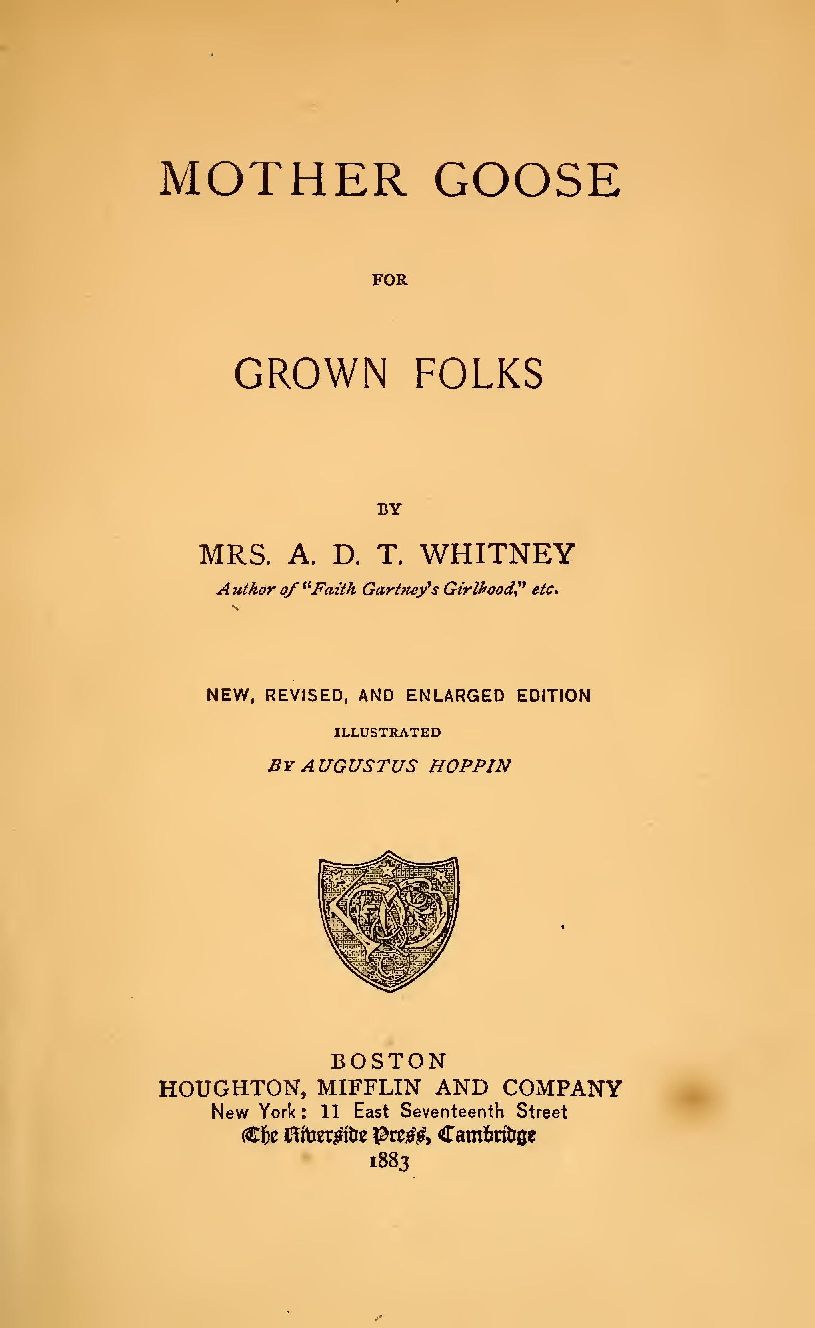 MOTHER GOOSE
FOR
GROWN FOLKS
BY
MRS. A. D. T. WHITNEY
Author of "Faith Gartney's Girlhood," etc.
NEW, REVISED, AND ENLARGED EDITION
ILLUSTRATED
BY AUGUSTUS HOPPIN
BOSTON
HOUGHTON, MIFFLIN AND COMPANY
New York: 11 East Seventeenth Street
The Riverside Press, Cambridge
1883